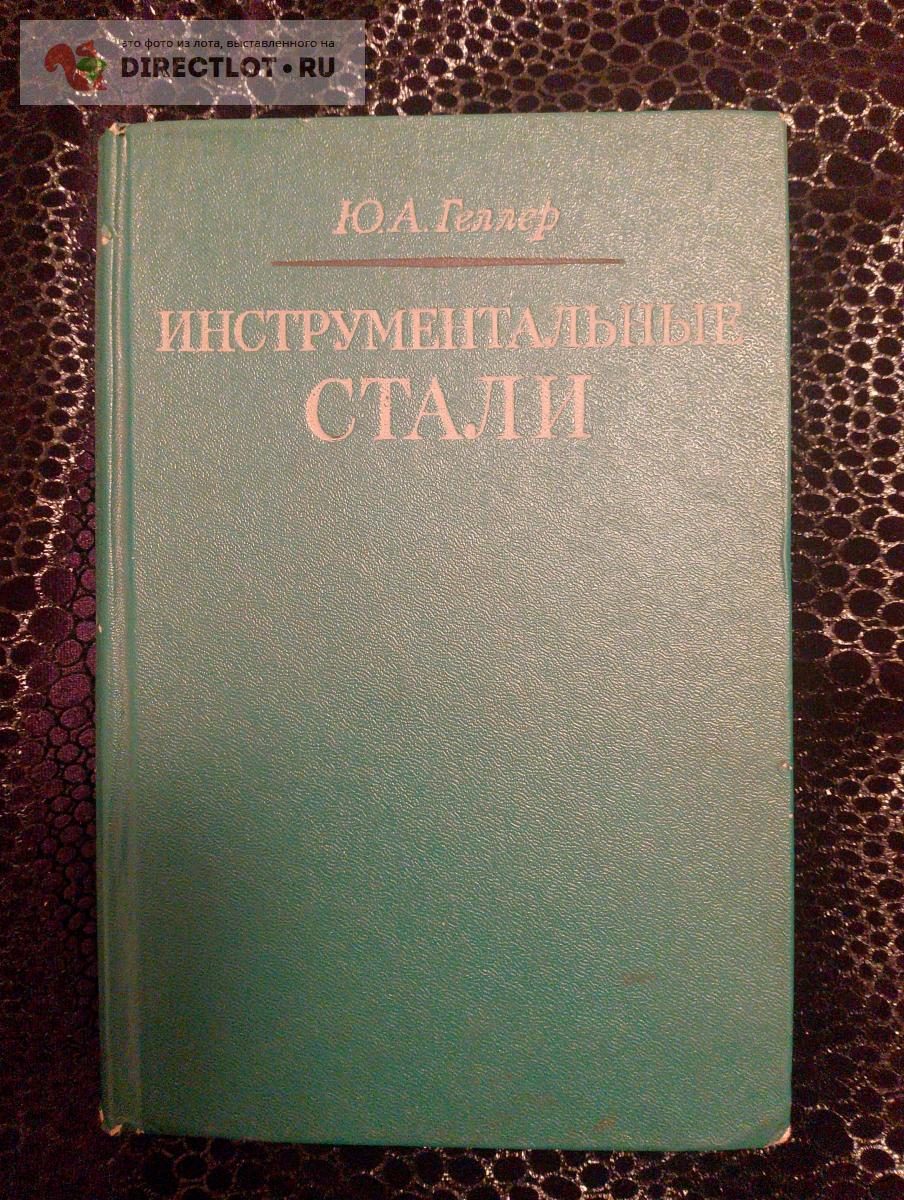 это фото из лота, выставленного на
DIRECTLOT.RU
Ю.А.Геллер
ИНСТРУМЕНТАЛЬНЫЕ
СТАЛИ